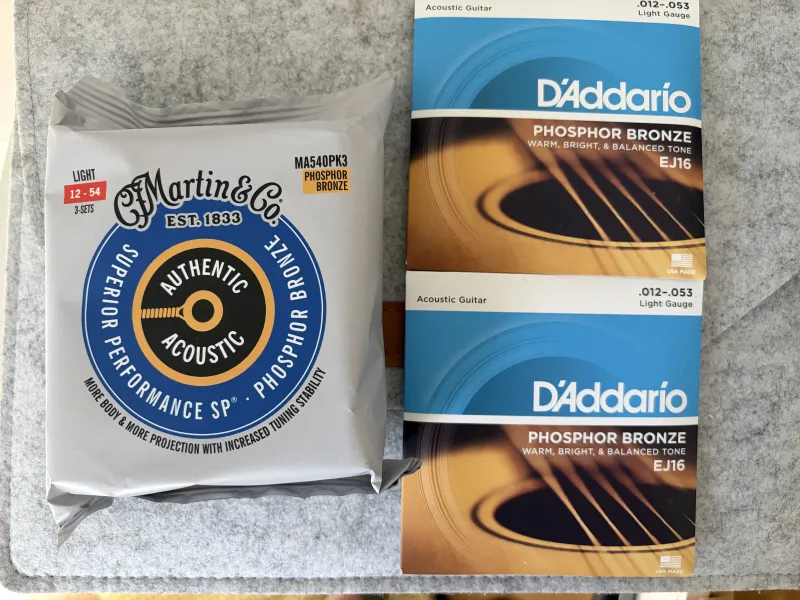 LIGHT
12 - 54
3-SETS
MA540PK3
PHOSPHOR
BRONZE
CF Martin & Co.
EST. 1833
SUPERIOR PERFORMANCE SP® · PHOSPHOR BRONZE
AUTHENTIC
ACOUSTIC
MORE BODY & MORE PROJECTION WITH INCREASED TUNING STABILITY
Acoustic Guitar
.012–.053
Light Gauge
D'Addario
PHOSPHOR BRONZE
WARM, BRIGHT, & BALANCED TONE
EJ16
USA MADE
Acoustic Guitar
.012–.053
Light Gauge
D'Addario
PHOSPHOR BRONZE
WARM, BRIGHT, & BALANCED TONE
EJ16
USA MADE